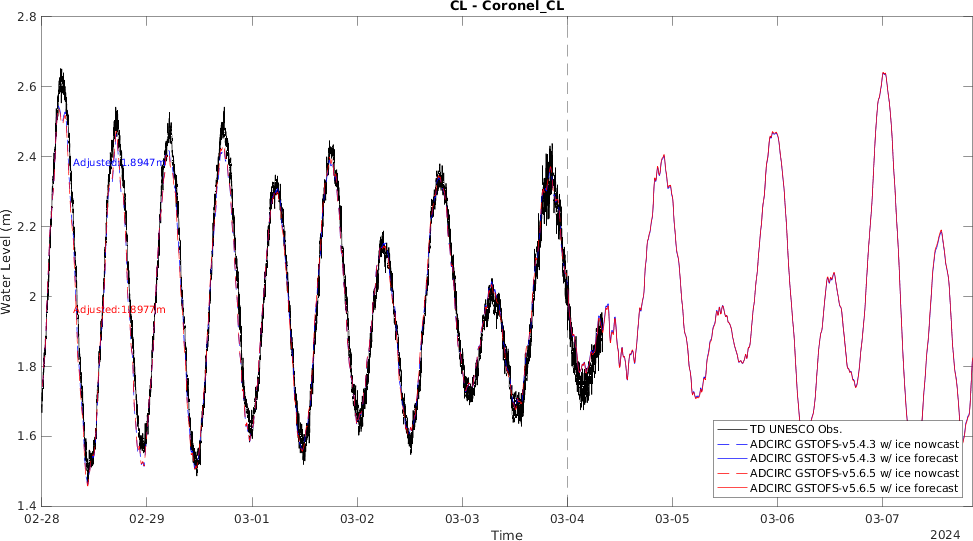 CL - Coronel_CL
2.8
2.6
2.4
2.2
2
1.8
1.6
1.4
Water Level (m)
Adjusted:1.8947m
Adjusted:1.8977m
TD UNESCO Obs.
ADCIRC GSTOFS-v5.4.3 w/ ice nowcast
ADCIRC GSTOFS-v5.4.3 w/ ice forecast
ADCIRC GSTOFS-v5.6.5 w/ ice nowcast
ADCIRC GSTOFS-v5.6.5 w/ ice forecast
02-28 02-29 03-01 03-02 03-03 03-04 03-05 03-06 03-07
Time
2024